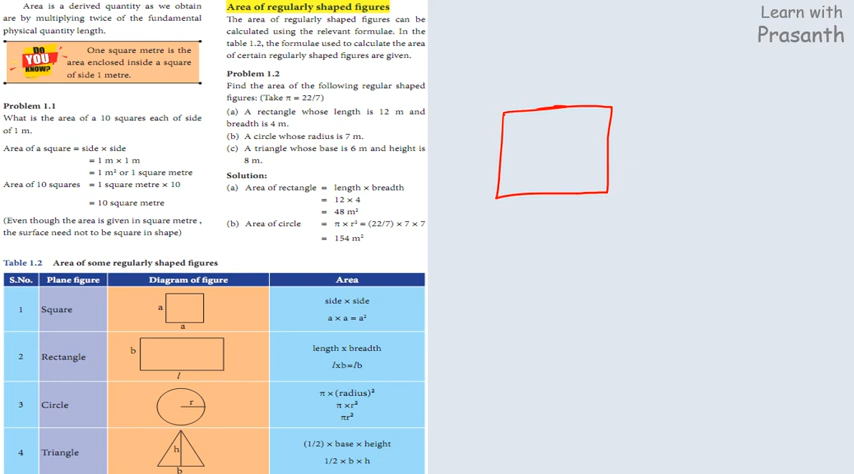 Area is a derived quantity as we obtain
are by multiplying twice of the fundamental
physical quantity length.
DO
YOU
KNOW?
One square metre is the
area enclosed inside a square
of side 1 metre.
Problem 1.1
What is the area of a 10 squares each of side
of 1 m.
Area of a square = side × side
= 1 m × 1 m
= 1 m² or 1 square metre
Area of 10 squares = 1 square metre × 10
= 10 square metre
(Even though the area is given in square metre ,
the surface need not to be square in shape)
Area of regularly shaped figures
The area of regularly shaped figures can be
calculated using the relevant formulae. In the
table 1.2, the formulae used to calculate the area
of certain regularly shaped figures are given.
Problem 1.2
Find the area of the following regular shaped
figures: (Take π = 22/7)
(a) A rectangle whose length is 12 m and
breadth is 4 m.
(b) A circle whose radius is 7 m.
(c) A triangle whose base is 6 m and height is
8 m.
Solution:
(a) Area of rectangle = length × breadth
= 12 × 4
= 48 m²
(b) Area of circle = π × r² = (22/7) × 7 × 7
= 154 m²
Table 1.2 Area of some regularly shaped figures
S.No. Plane figure Diagram of figure Area
1 Square a a side × side
a × a = a²
2 Rectangle b l length x breadth
lxb=lb
3 Circle r π × (radius)²
π ×r²
πr²
4 Triangle h b (1/2) × base × height
1/2 × b × h
Learn with
Prasanth